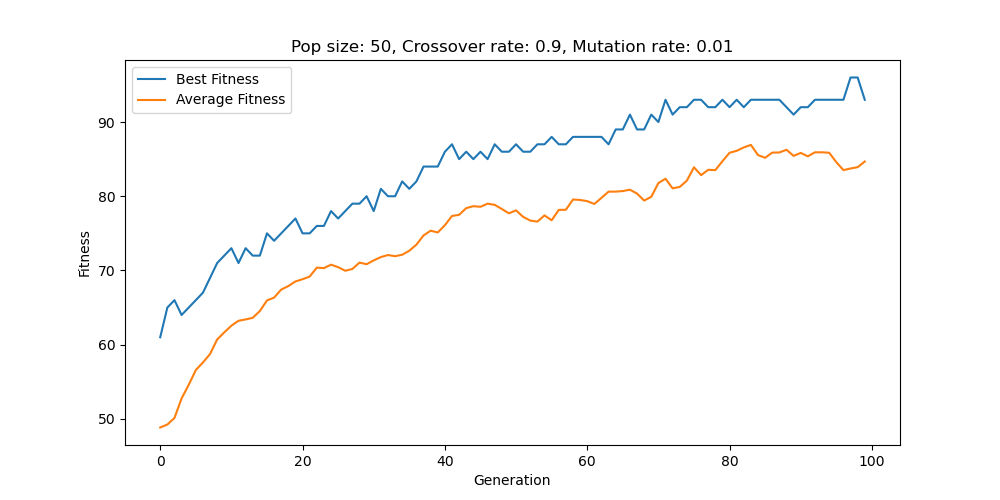 Pop size: 50, Crossover rate: 0.9, Mutation rate: 0.01
Best Fitness
Average Fitness
90
80
70
60
50
Fitness
0 20 40 60 80 100
Generation